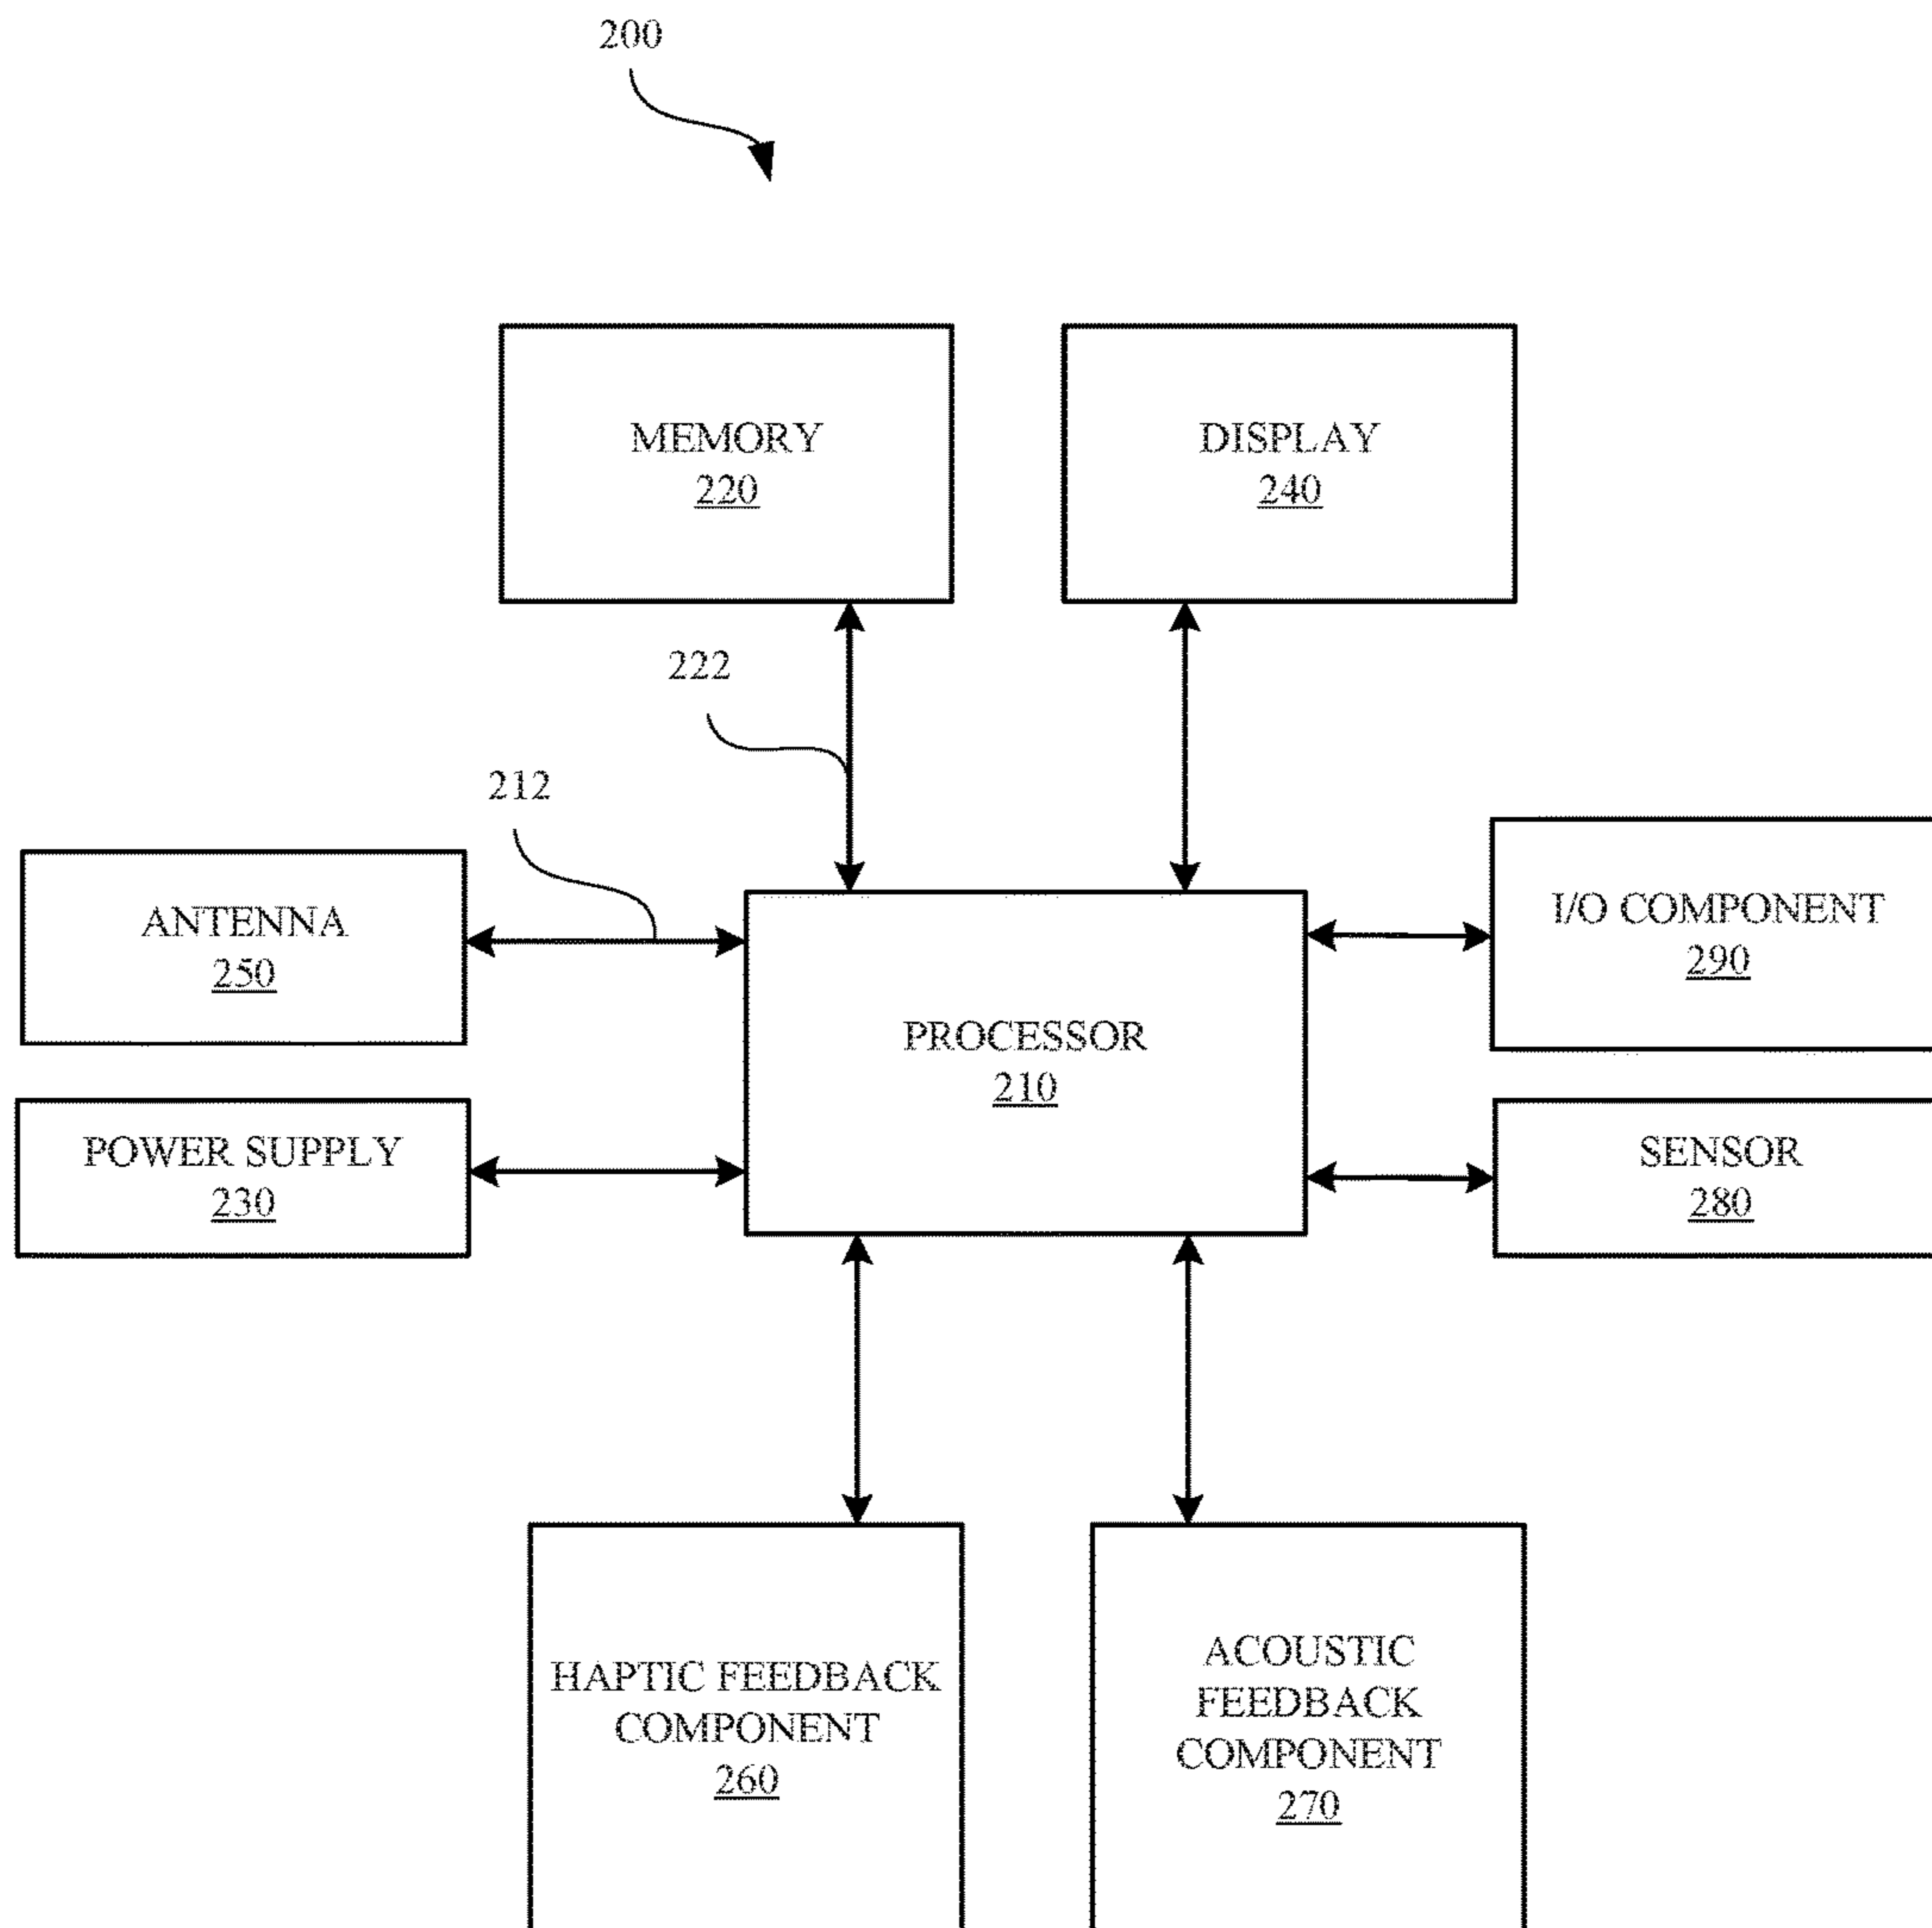 200
MEMORY
220
DISPLAY
240
222
212
ANTENNA
250
I/O COMPONENT
290
PROCESSOR
210
POWER SUPPLY
230
SENSOR
280
HAPTIC FEEDBACK
COMPONENT
260
ACOUSTIC
FEEDBACK
COMPONENT
270